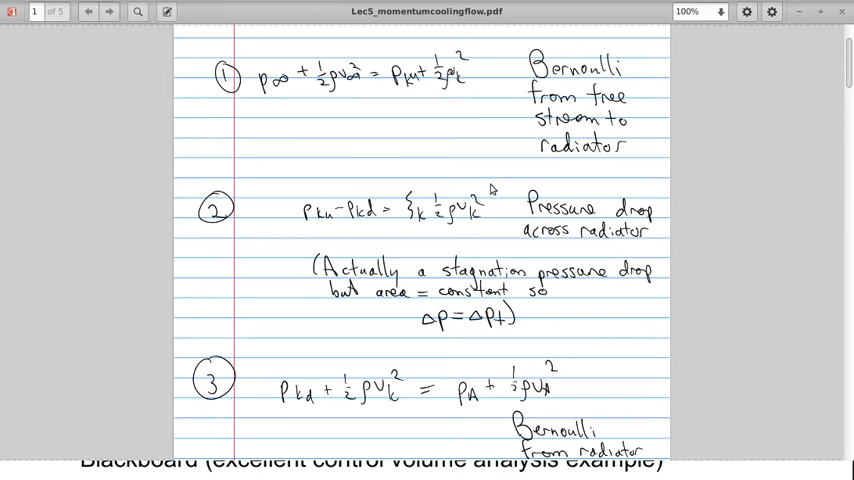 Lec5_momentumcoolingflow.pdf
1 of 5
100%
① p∞ + ½ρv∞² = pku + ½ρvk²
Bernoulli
from free
stream to
radiator
② pku - pkd = ξk ½ρvk²
Pressure drop
across radiator
(Actually a stagnation pressure drop
but area = constant so
Δp = Δpt)
③ pkd + ½ρvk² = pA + ½ρvA²
Bernoulli
from radiator
Blackboard (excellent control volume analysis example)